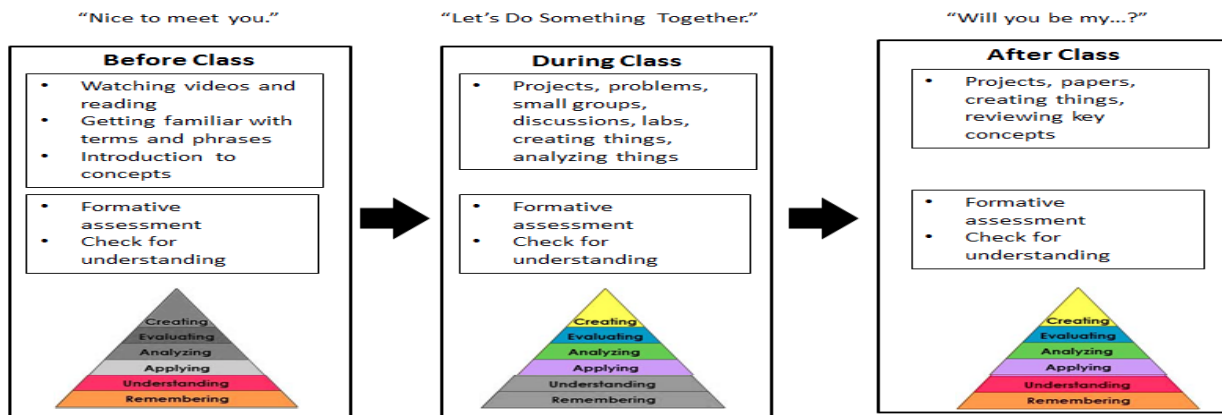 “Nice to meet you.”
Before Class
• Watching videos and
reading
• Getting familiar with
terms and phrases
• Introduction to
concepts
• Formative
assessment
• Check for
understanding
Creating
Evaluating
Analyzing
Applying
Understanding
Remembering
“Let’s Do Something Together.”
During Class
• Projects, problems,
small groups,
discussions, labs,
creating things,
analyzing things
• Formative
assessment
• Check for
understanding
Creating
Evaluating
Analyzing
Applying
Understanding
Remembering
“Will you be my...?”
After Class
• Projects, papers,
creating things,
reviewing key
concepts
• Formative
assessment
• Check for
understanding
Creating
Evaluating
Analyzing
Applying
Understanding
Remembering